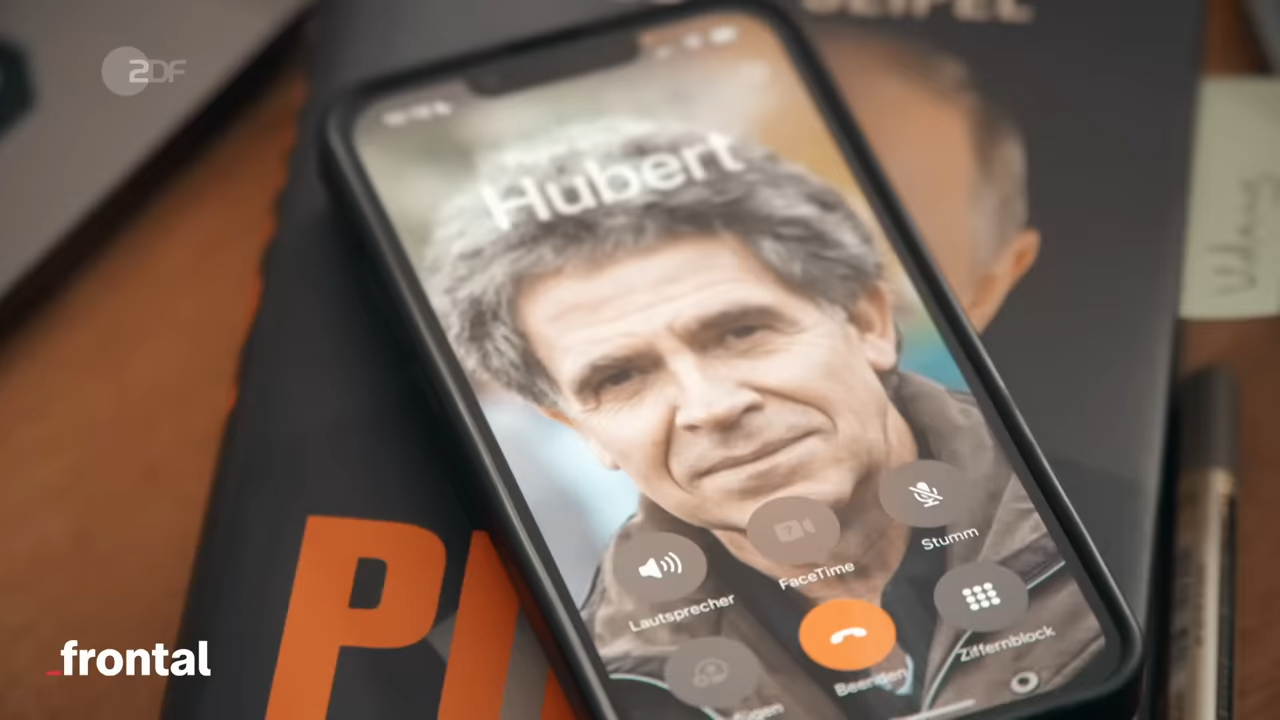 ZDF
SEIPEL
Hubert
Lautsprecher
FaceTime
Stumm
Beenden
Ziffernblock
frontal